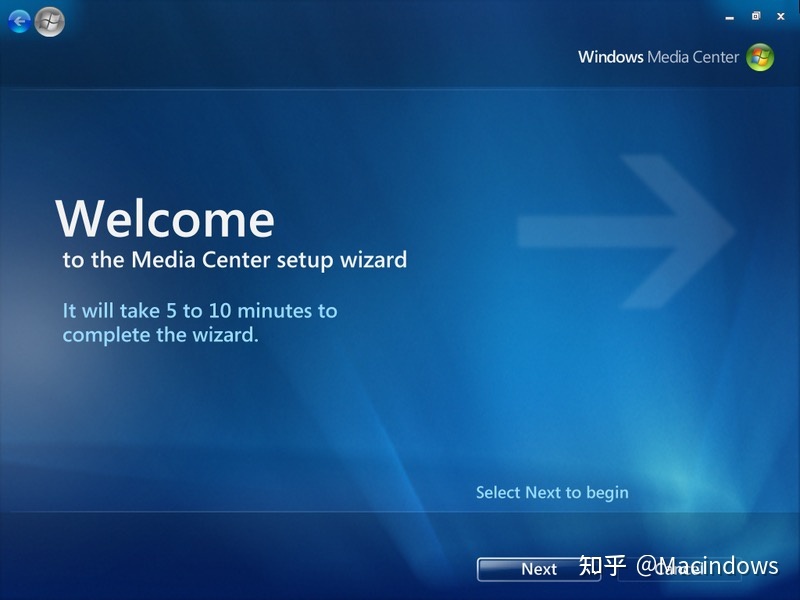 Windows Media Center
Welcome
to the Media Center setup wizard
It will take 5 to 10 minutes to
complete the wizard.
Select Next to begin
Next
Cancel
知乎 @Macindows